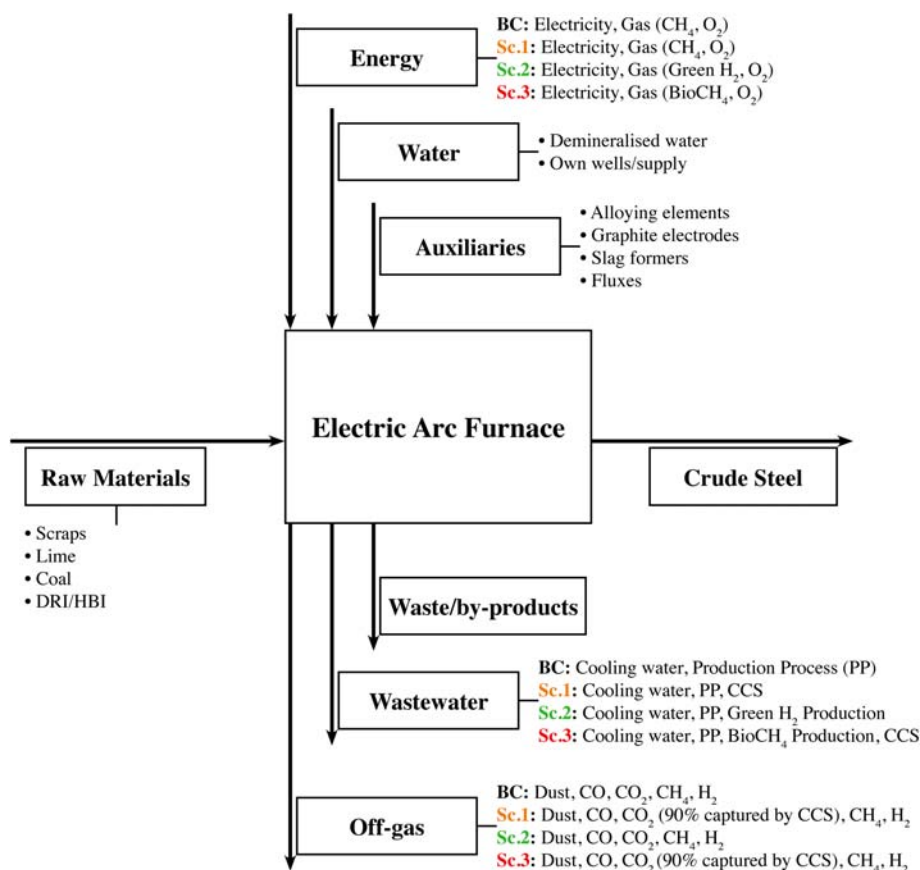 Energy
BC: Electricity, Gas (CH₄, O₂)
Sc.1: Electricity, Gas (CH₄, O₂)
Sc.2: Electricity, Gas (Green H₂, O₂)
Sc.3: Electricity, Gas (BioCH₄, O₂)
Water
• Demineralised water
• Own wells/supply
Auxiliaries
• Alloying elements
• Graphite electrodes
• Slag formers
• Fluxes
Electric Arc Furnace
Raw Materials
• Scraps
• Lime
• Coal
• DRI/HBI
Crude Steel
Waste/by-products
Wastewater
BC: Cooling water, Production Process (PP)
Sc.1: Cooling water, PP, CCS
Sc.2: Cooling water, PP, Green H₂ Production
Sc.3: Cooling water, PP, BioCH₄ Production, CCS
Off-gas
BC: Dust, CO, CO₂, CH₄, H₂
Sc.1: Dust, CO, CO₂ (90% captured by CCS), CH₄, H₂
Sc.2: Dust, CO, CO₂, CH₄, H₂
Sc.3: Dust, CO, CO₂ (90% captured by CCS), CH₄, H₂